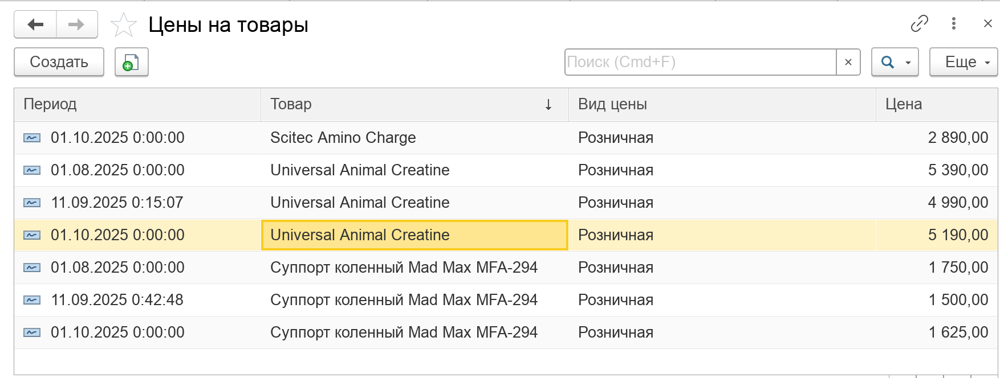 Цены на товары
Создать Поиск (Cmd+F) × Еще
Период Товар ↓ Вид цены Цена
01.10.2025 0:00:00 Scitec Amino Charge Розничная 2 890,00
01.08.2025 0:00:00 Universal Animal Creatine Розничная 5 390,00
11.09.2025 0:15:07 Universal Animal Creatine Розничная 4 990,00
01.10.2025 0:00:00 Universal Animal Creatine Розничная 5 190,00
01.08.2025 0:00:00 Суппорт коленный Mad Max MFA-294 Розничная 1 750,00
11.09.2025 0:42:48 Суппорт коленный Mad Max MFA-294 Розничная 1 500,00
01.10.2025 0:00:00 Суппорт коленный Mad Max MFA-294 Розничная 1 625,00